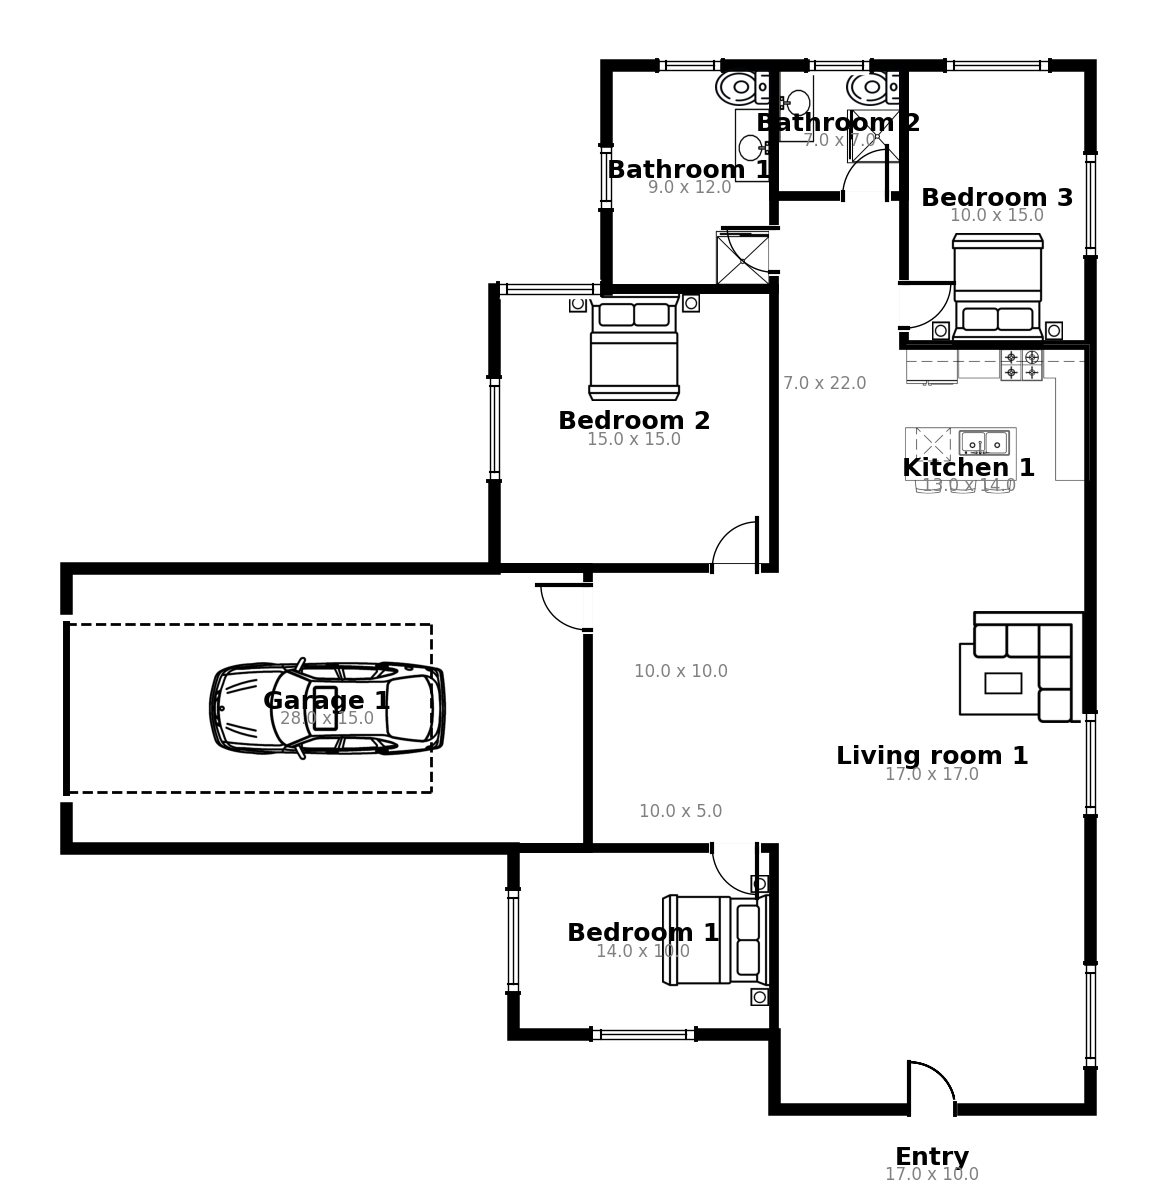 Bathroom 2
7.0 x 7.0
Bathroom 1
9.0 x 12.0
Bedroom 3
10.0 x 15.0
7.0 x 22.0
Bedroom 2
15.0 x 15.0
Kitchen 1
13.0 x 14.0
10.0 x 10.0
Garage 1
28.0 x 15.0
Living room 1
17.0 x 17.0
10.0 x 5.0
Bedroom 1
14.0 x 10.0
Entry
17.0 x 10.0